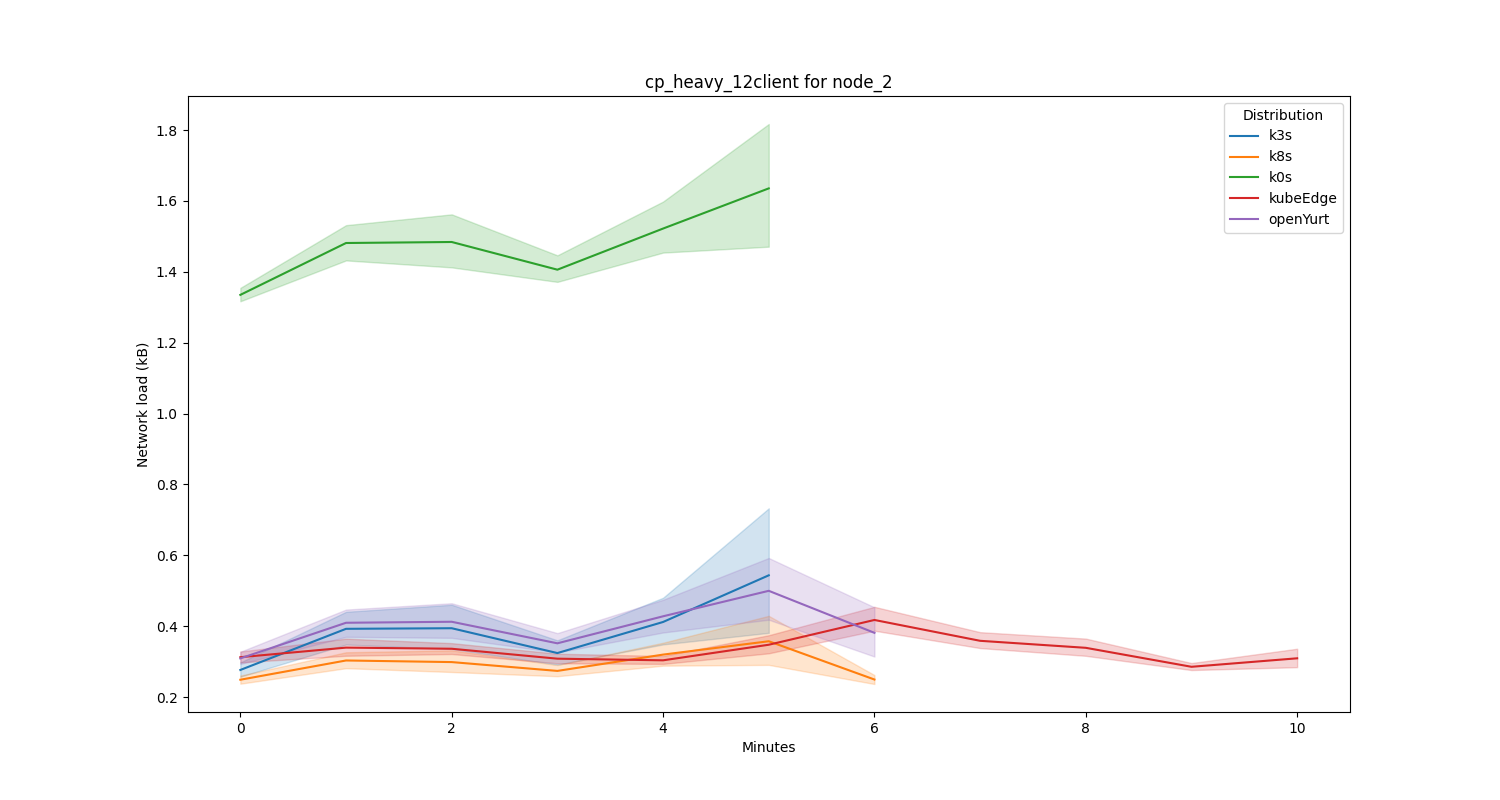 cp_heavy_12client for node_2
Distribution
k3s
k8s
k0s
kubeEdge
openYurt
Network load (kB)
1.8
1.6
1.4
1.2
1.0
0.8
0.6
0.4
0.2
0 2 4 6 8 10
Minutes